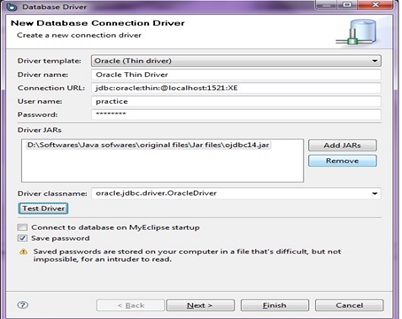 Database Driver
New Database Connection Driver
Create a new connection driver
Driver template: Oracle (Thin driver)
Driver name: Oracle Thin Driver
Connection URL: jdbc:oracle:thin:@localhost:1521:XE
User name: practice
Password: ********
Driver JARs
D:\Softwares\Java sofwares\original files\Jar files\ojdbc14.jar
Add JARs
Remove
Driver classname: oracle.jdbc.driver.OracleDriver
Test Driver
Connect to database on MyEclipse startup
Save password
Saved passwords are stored on your computer in a file that's difficult, but not
impossible, for an intruder to read.
? < Back Next > Finish Cancel